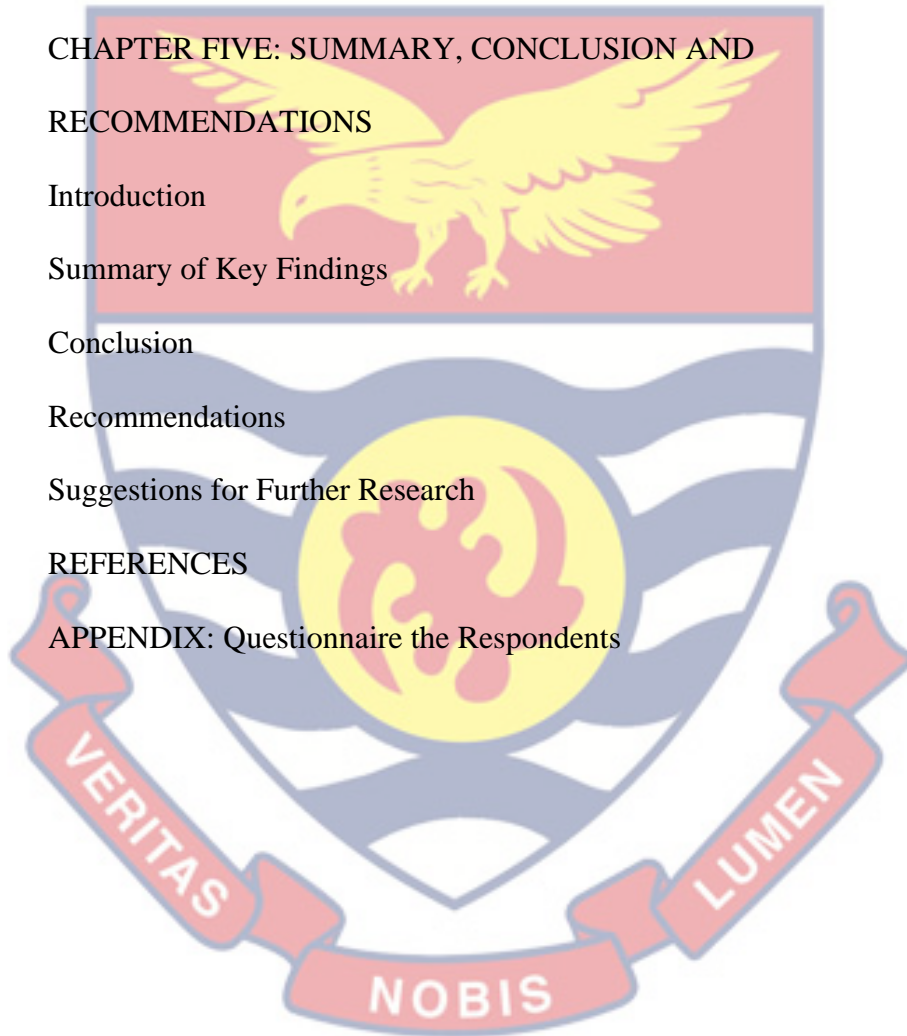 CHAPTER FIVE: SUMMARY, CONCLUSION AND
RECOMMENDATIONS
Introduction
Summary of Key Findings
Conclusion
Recommendations
Suggestions for Further Research
REFERENCES
APPENDIX: Questionnaire the Respondents
VERITAS
NOBIS
LUMEN